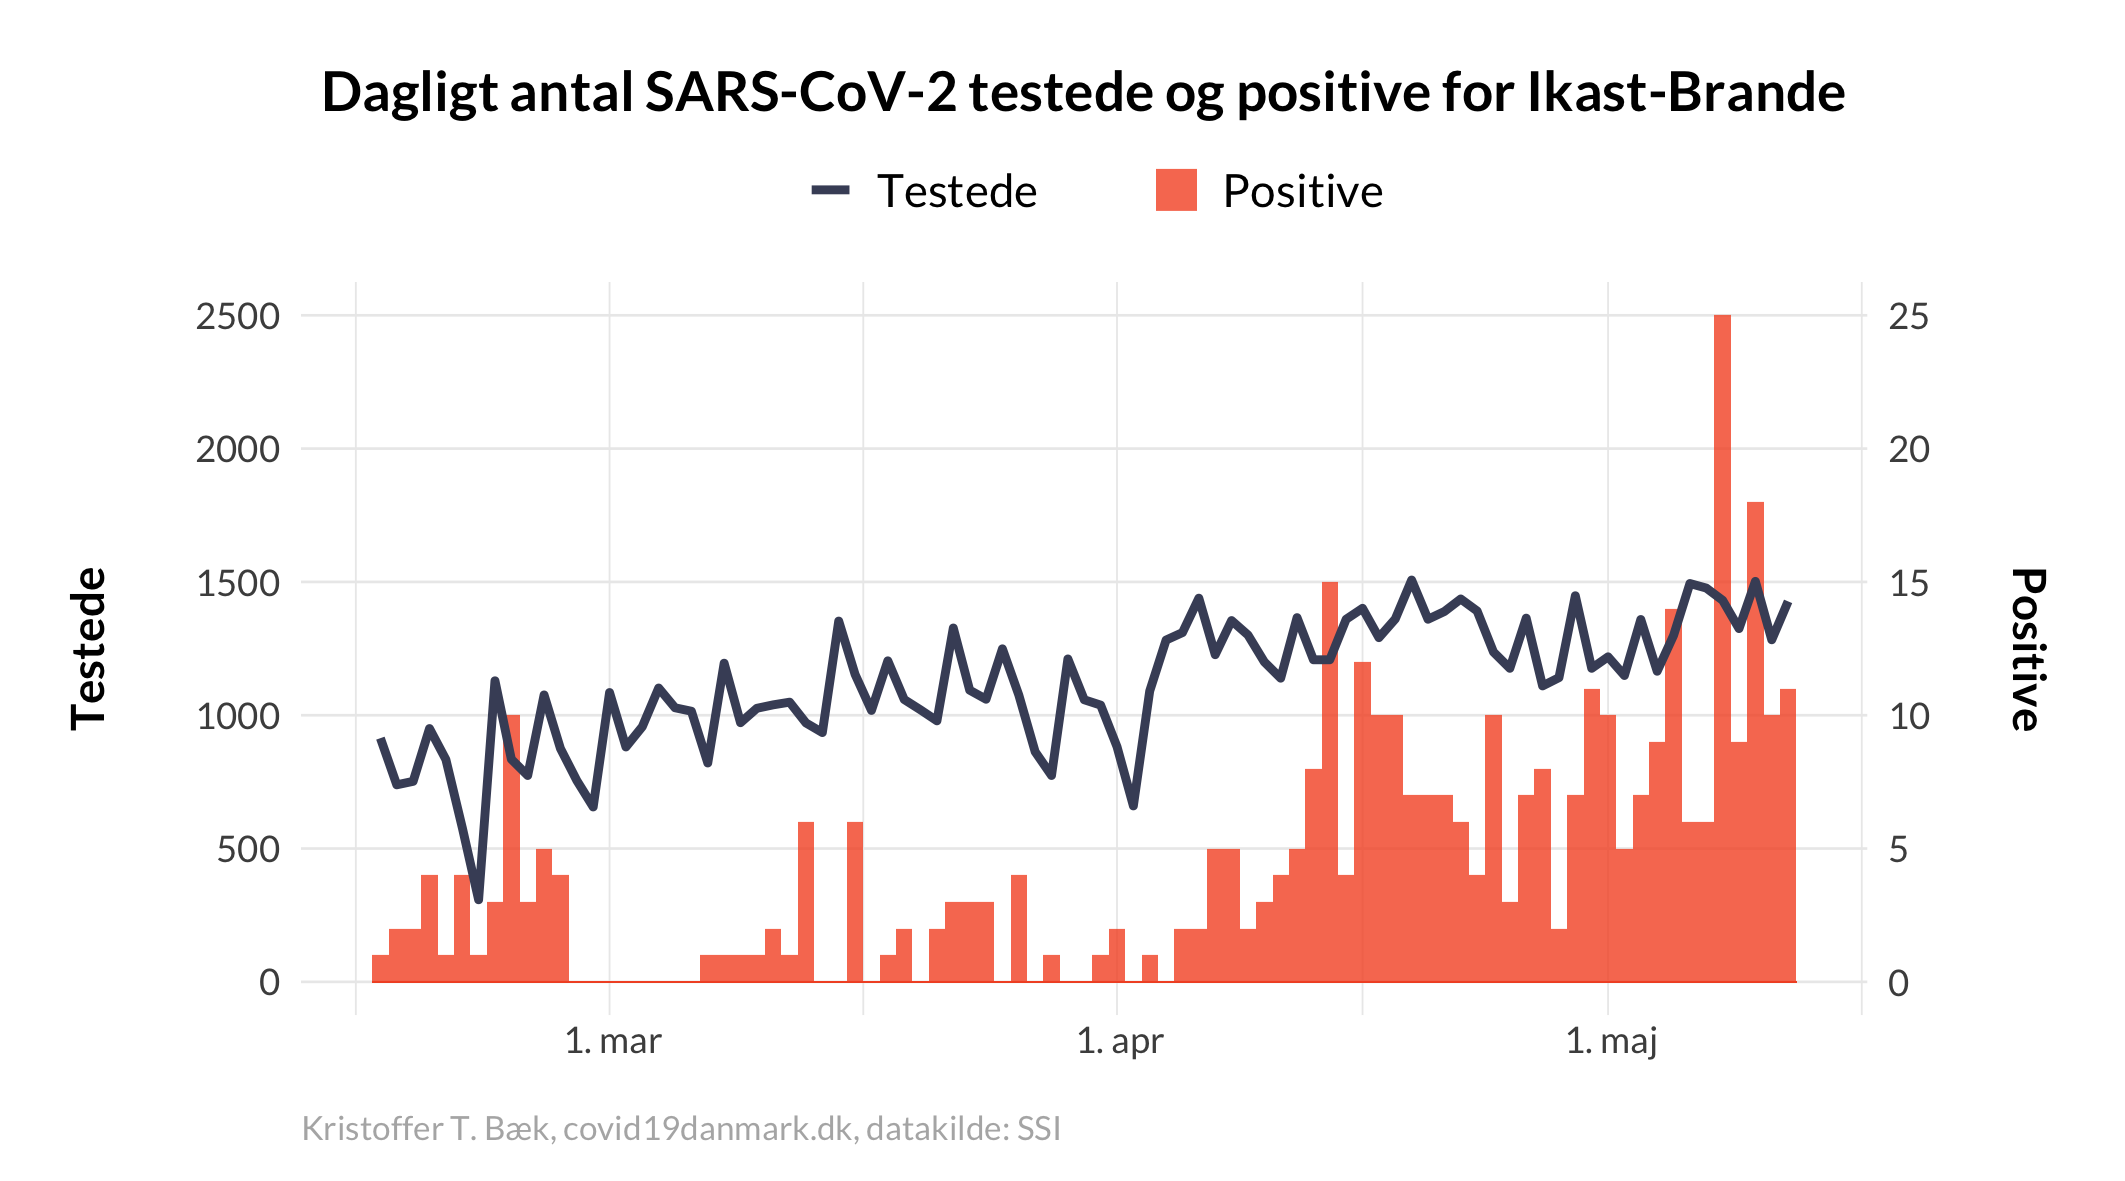 Dagligt antal SARS-CoV-2 testede og positive for Ikast-Brande
Testede
Positive
2500
2000
1500
1000
500
0
Testede
25
20
15
10
5
0
Positive
1. mar
1. apr
1. maj
Kristoffer T. Bæk, covid19danmark.dk, datakilde: SSI